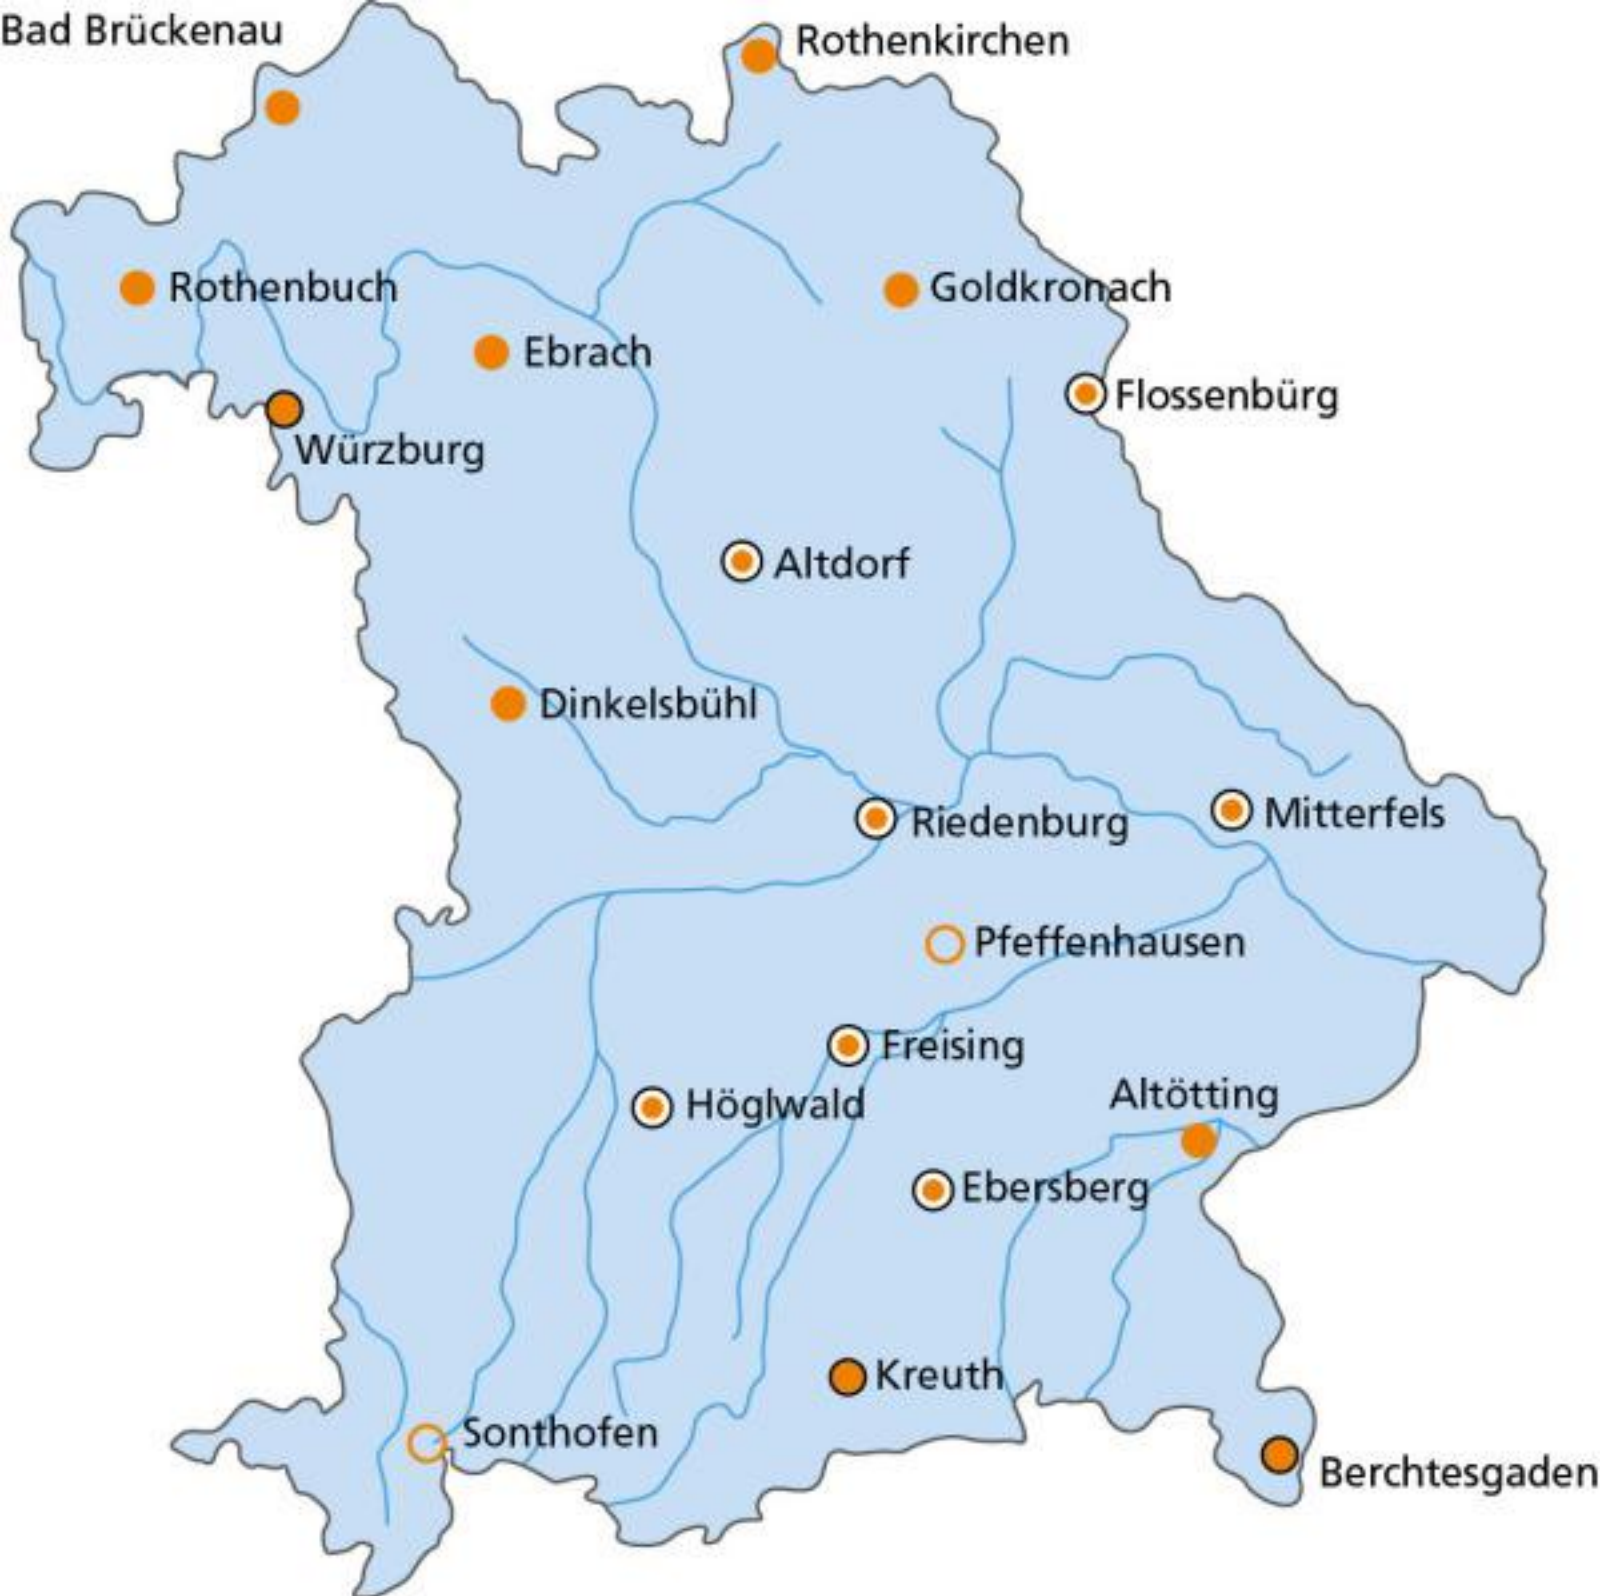 Bad Brückenau
Rothenkirchen
Rothenbuch
Goldkronach
Ebrach
Flossenbürg
Würzburg
Altdorf
Dinkelsbühl
Riedenburg
Mitterfels
Pfeffenhausen
Freising
Höglwald
Altötting
Ebersberg
Kreuth
Sonthofen
Berchtesgaden